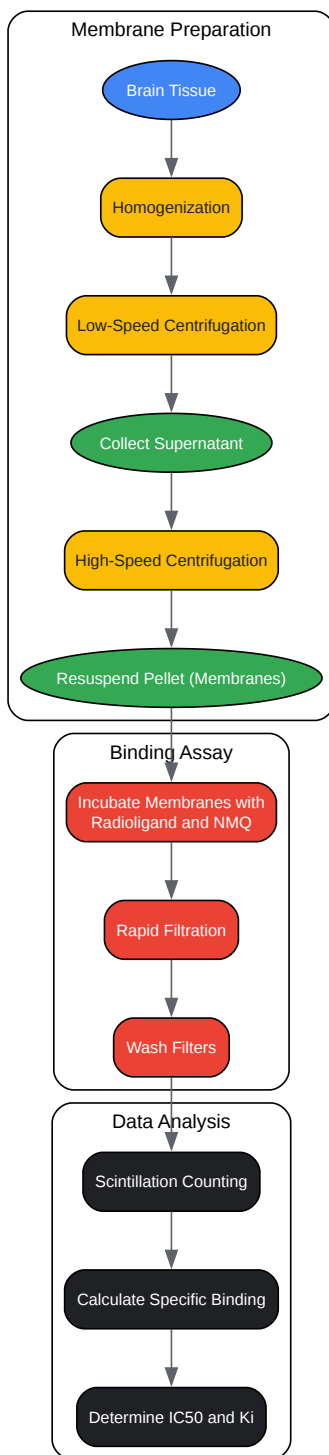 Membrane Preparation
Brain Tissue
Homogenization
Low-Speed Centrifugation
Collect Supernatant
High-Speed Centrifugation
Resuspend Pellet (Membranes)
Binding Assay
Incubate Membranes with
Radioligand and NMQ
Rapid Filtration
Wash Filters
Data Analysis
Scintillation Counting
Calculate Specific Binding
Determine IC50 and Ki